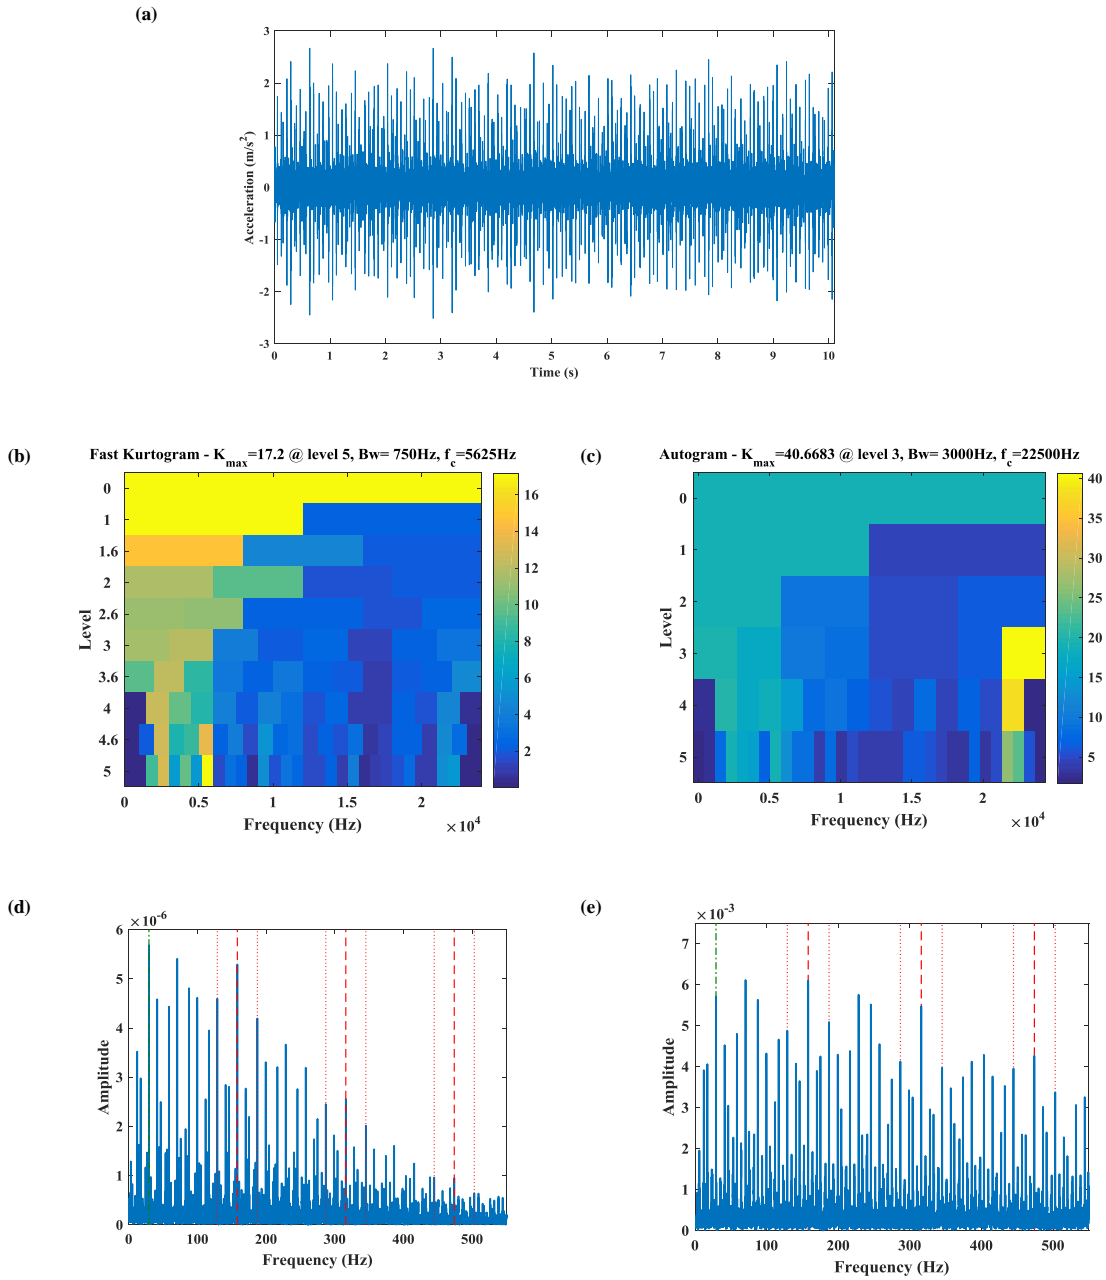 (a)
3
2
1
0
-1
-2
-3
Acceleration (m/s²)
0 1 2 3 4 5 6 7 8 9 10
Time (s)
(b)
Fast Kurtogram - Kmax=17.2 @ level 5, Bw= 750Hz, fc=5625Hz
0
1
1.6
2
2.6
3
3.6
4
4.6
5
Level
16
14
12
10
8
6
4
2
0 0.5 1 1.5 2
Frequency (Hz)
×10⁴
(c)
Autogram - Kmax=40.6683 @ level 3, Bw= 3000Hz, fc=22500Hz
0
1
2
3
4
5
Level
40
35
30
25
20
15
10
5
0 0.5 1 1.5 2
Frequency (Hz)
×10⁴
(d)
×10⁻⁶
6
5
4
3
2
1
0
Amplitude
0 100 200 300 400 500
Frequency (Hz)
(e)
×10⁻³
7
6
5
4
3
2
1
0
Amplitude
0 100 200 300 400 500
Frequency (Hz)